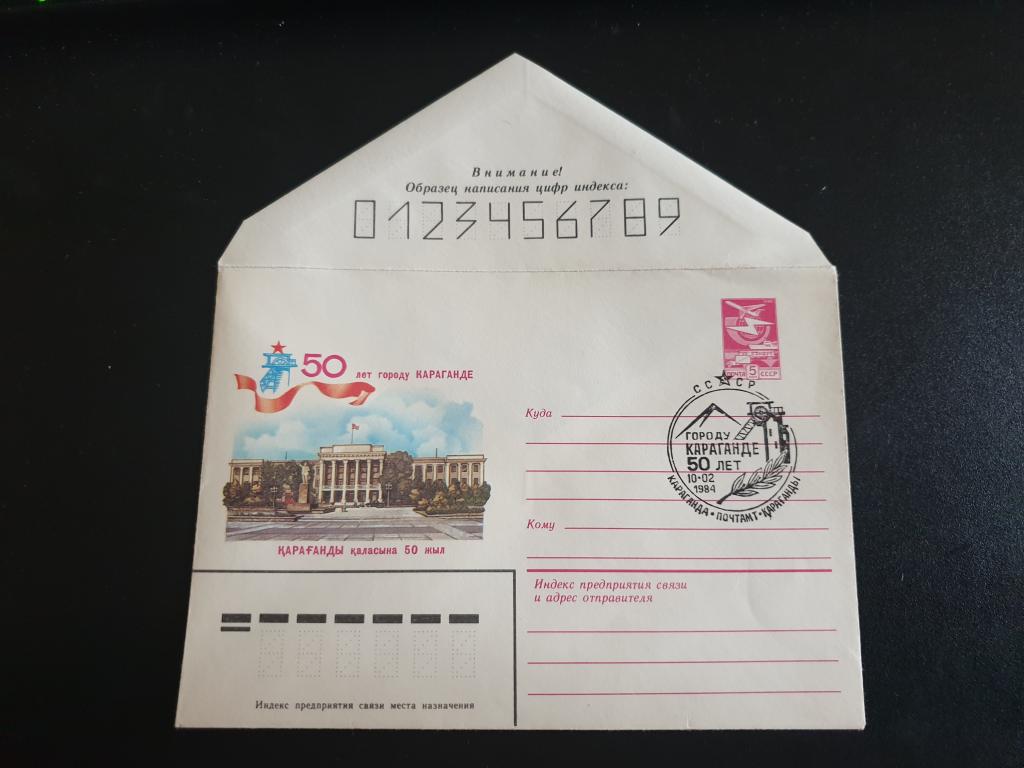 Внимание!
Образец написания цифр индекса:
0123456789
50 лет городу КАРАГАНДЕ
ҚАРАҒАНДЫ қаласына 50 жыл
ПОЧТА 5 СССР
СССР
ГОРОДУ
КАРАГАНДЕ
50 ЛЕТ
10·02
1984
КАРАГАНДА • ПОЧТАМТ • ҚАРАҒАНДЫ
Куда
Кому
Индекс предприятия связи
и адрес отправителя
Индекс предприятия связи места назначения